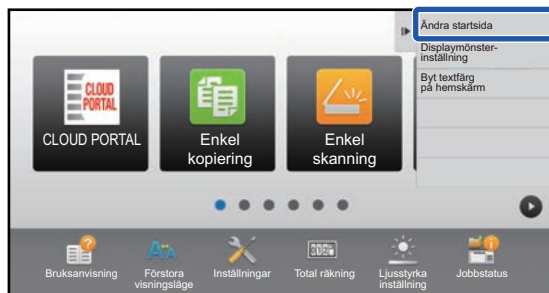 Ändra startsida
Displaymönster-
inställning
Byt textfärg
på hemskärm
CLOUD
PORTAL
CLOUD PORTAL
Enkel
kopiering
Enkel
skanning
Bruksanvisning
Förstora
visningsläge
Inställningar
Total räkning
Ljusstyrka
inställning
Jobbstatus